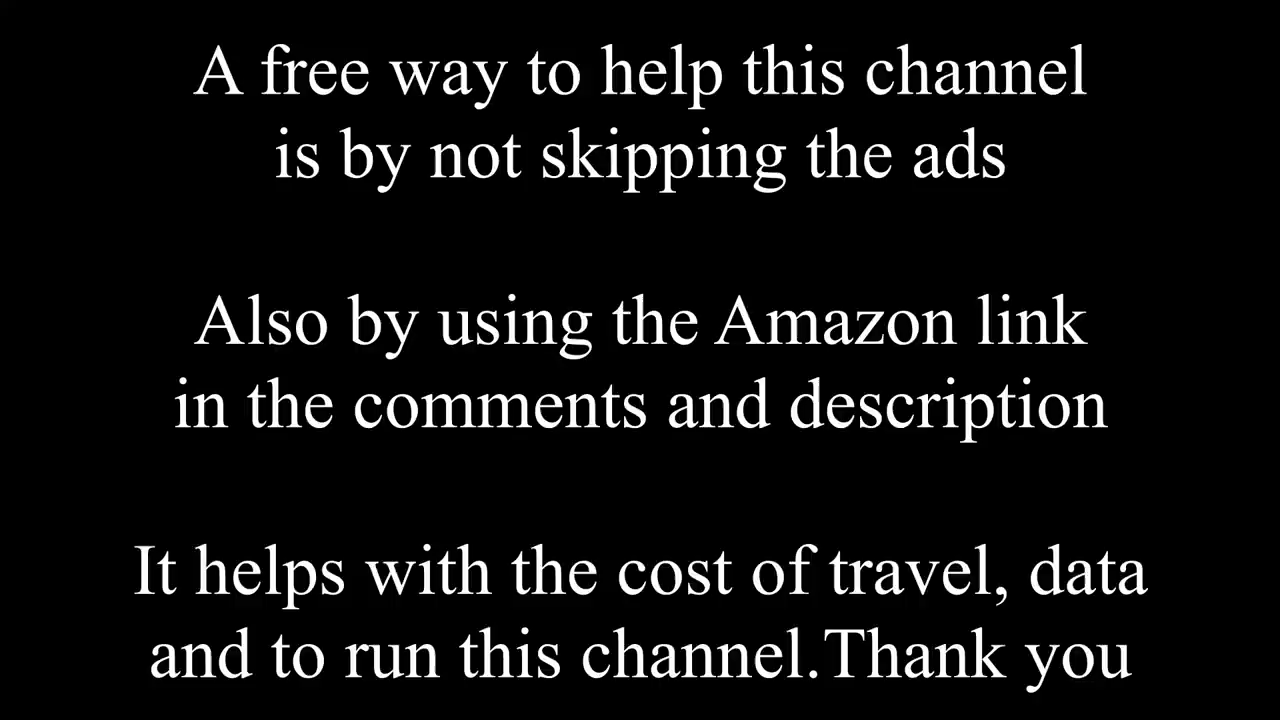 A free way to help this channel
is by not skipping the ads
Also by using the Amazon link
in the comments and description
It helps with the cost of travel, data
and to run this channel.Thank you